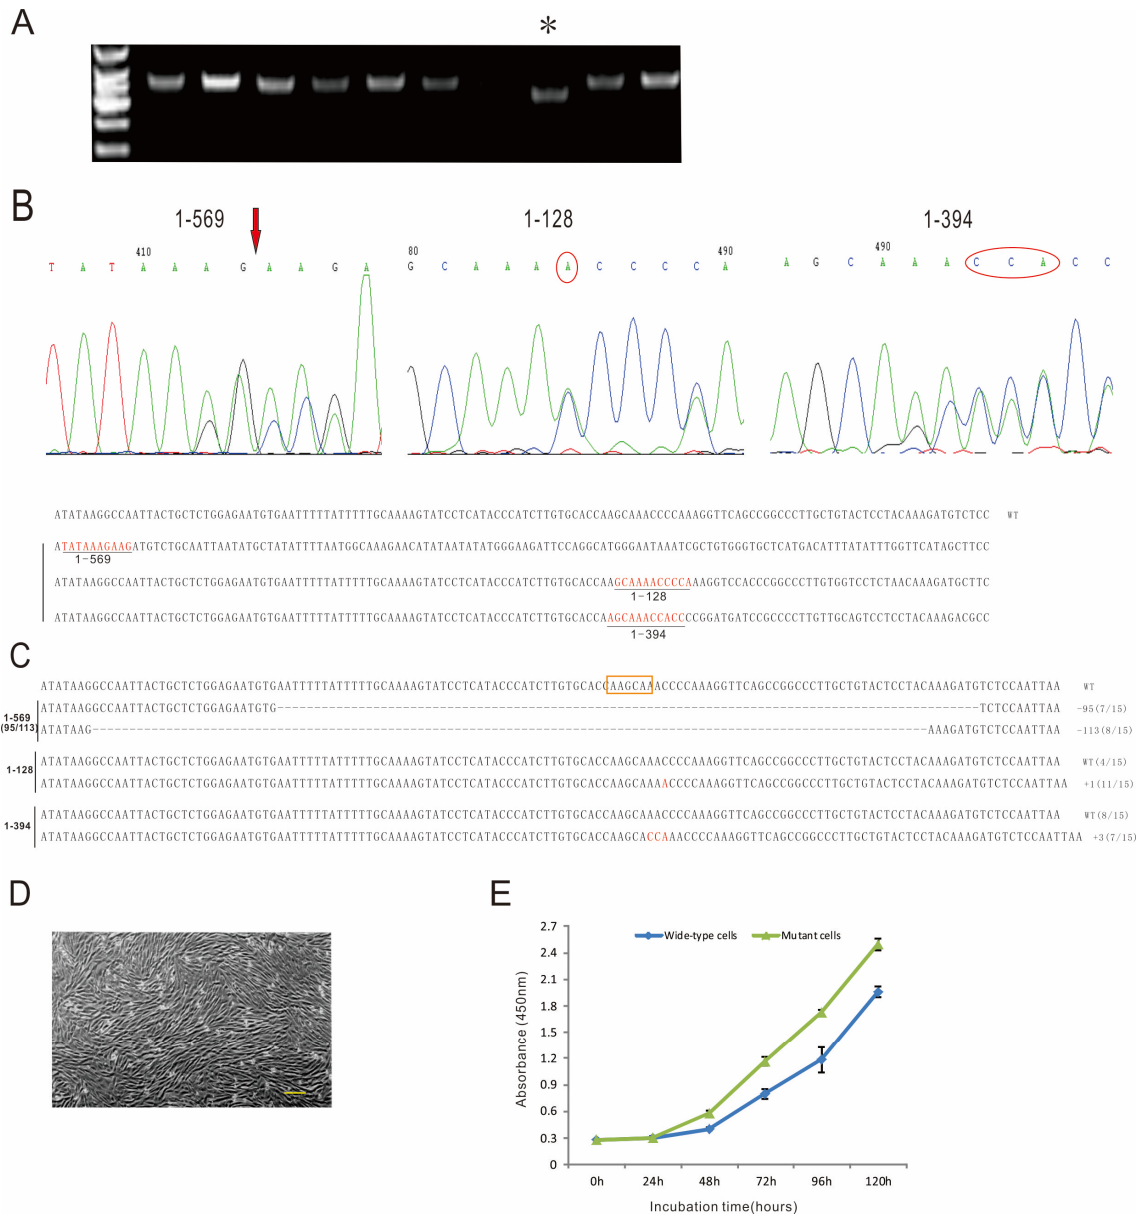 A
*
B
1-569 1-128 1-394
410 80 490 490
T A T A A A G A A G A G C A A A A C C C C A A G C A A A C C A C C
ATATAAGGCCAATTACTGCTCTGGAGAATGTGAATTTTTATTTTTGCAAAAGTATCCTCATACCCATCTTGTGCACCAAGCAAACCCCAAAGGTTCAGCCGGCCCTTGCTGTACTCCTACAAAGATGTCTCC WT
ATATAAAGAAGATGTCTGCAATTAATATGCTATATTTTAATGGCAAAGAACATATAATATATGGGAAGATTCCAGGCATGGGAATAAATCGCTGTGGGTGCTCATGACATTTATATTTGGTTCATAGCTTCC
1-569
ATATAAGGCCAATTACTGCTCTGGAGAATGTGAATTTTTATTTTTGCAAAAGTATCCTCATACCCATCTTGTGCACCAAGCAAAACCCCAAAGGTCCACCCGGCCCTTGTGGTCCTCTAACAAAGATGCTTC
1-128
ATATAAGGCCAATTACTGCTCTGGAGAATGTGAATTTTTATTTTTGCAAAAGTATCCTCATACCCATCTTGTGCACCAAGCAAACCACCCCGGATGATCCGCCCCTTGTTGCAGTCCTCCTACAAAGACGCC
1-394
C
ATATAAGGCCAATTACTGCTCTGGAGAATGTGAATTTTTATTTTTGCAAAAGTATCCTCATACCCATCTTGTGCACCAAGCAAACCCCAAAGGTTCAGCCGGCCCTTGCTGTACTCCTACAAAGATGTCTCCAATTAA WT
1-569
(95/113)
ATATAAGGCCAATTACTGCTCTGGAGAATGTG----------TCTCCAATTAA -95(7/15)
ATATAAG----------AAAGATGTCTCCAATTAA -113(8/15)
1-128
ATATAAGGCCAATTACTGCTCTGGAGAATGTGAATTTTTATTTTTGCAAAAGTATCCTCATACCCATCTTGTGCACCAAGCAAACCCCAAAGGTTCAGCCGGCCCTTGCTGTACTCCTACAAAGATGTCTCCAATTAA WT(4/15)
ATATAAGGCCAATTACTGCTCTGGAGAATGTGAATTTTTATTTTTGCAAAAGTATCCTCATACCCATCTTGTGCACCAAGCAAAACCCCAAAGGTTCAGCCGGCCCTTGCTGTACTCCTACAAAGATGTCTCCAATTAA +1(11/15)
1-394
ATATAAGGCCAATTACTGCTCTGGAGAATGTGAATTTTTATTTTTGCAAAAGTATCCTCATACCCATCTTGTGCACCAAGCAAACCCCAAAGGTTCAGCCGGCCCTTGCTGTACTCCTACAAAGATGTCTCCAATTAA WT(8/15)
ATATAAGGCCAATTACTGCTCTGGAGAATGTGAATTTTTATTTTTGCAAAAGTATCCTCATACCCATCTTGTGCACCAAGCACCAAACCCCAAAGGTTCAGCCGGCCCTTGCTGTACTCCTACAAAGATGTCTCCAATTAA +3(7/15)
D
E
Wide-type cells Mutant cells
Absorbance (450nm)
2.7
2.4
2.1
1.8
1.5
1.2
0.9
0.6
0.3
0
0h 24h 48h 72h 96h 120h
Incubation time(hours)